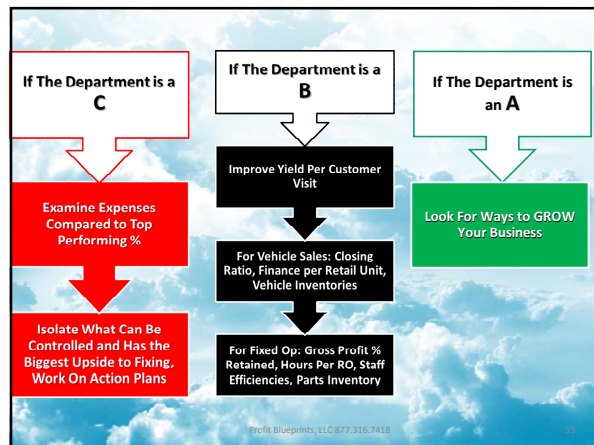 If The Department is a
C
Examine Expenses
Compared to Top
Performing %
Isolate What Can Be
Controlled and Has the
Biggest Upside to Fixing,
Work On Action Plans
If The Department is a
B
Improve Yield Per Customer
Visit
For Vehicle Sales: Closing
Ratio, Finance per Retail Unit,
Vehicle Inventories
For Fixed Op: Gross Profit %
Retained, Hours Per RO, Staff
Efficiencies, Parts Inventory
If The Department is
an A
Look For Ways to GROW
Your Business
Profit Blueprints, LLC 877.316.7418